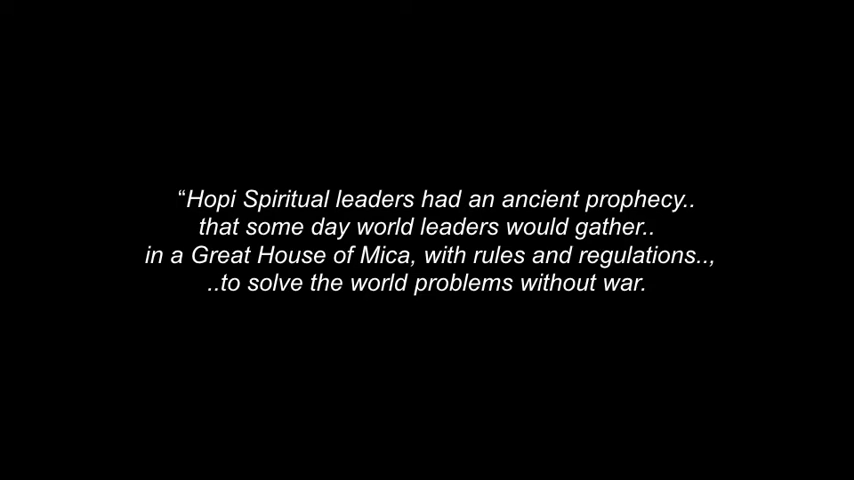 “Hopi Spiritual leaders had an ancient prophecy..
that some day world leaders would gather..
in a Great House of Mica, with rules and regulations..,
..to solve the world problems without war.